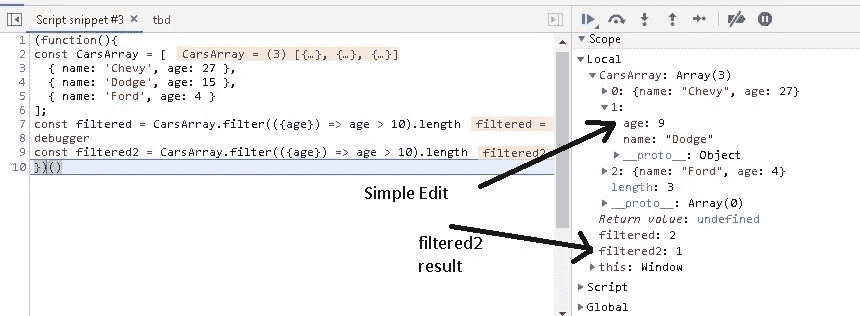 Script snippet #3 × tbd
1 (function(){
2 const CarsArray = [ CarsArray = (3) [{…}, {…}, {…}]
3 { name: 'Chevy', age: 27 },
4 { name: 'Dodge', age: 15 },
5 { name: 'Ford', age: 4 }
6 ];
7 const filtered = CarsArray.filter(({age}) => age > 10).length filtered =
8 debugger
9 const filtered2 = CarsArray.filter(({age}) => age > 10).length filtered2
10 })()
Simple Edit
filtered2
result
Scope
Local
CarsArray: Array(3)
0: {name: "Chevy", age: 27}
1:
age: 9
name: "Dodge"
__proto__: Object
2: {name: "Ford", age: 4}
length: 3
__proto__: Array(0)
Return value: undefined
filtered: 2
filtered2: 1
this: Window
Script
Global